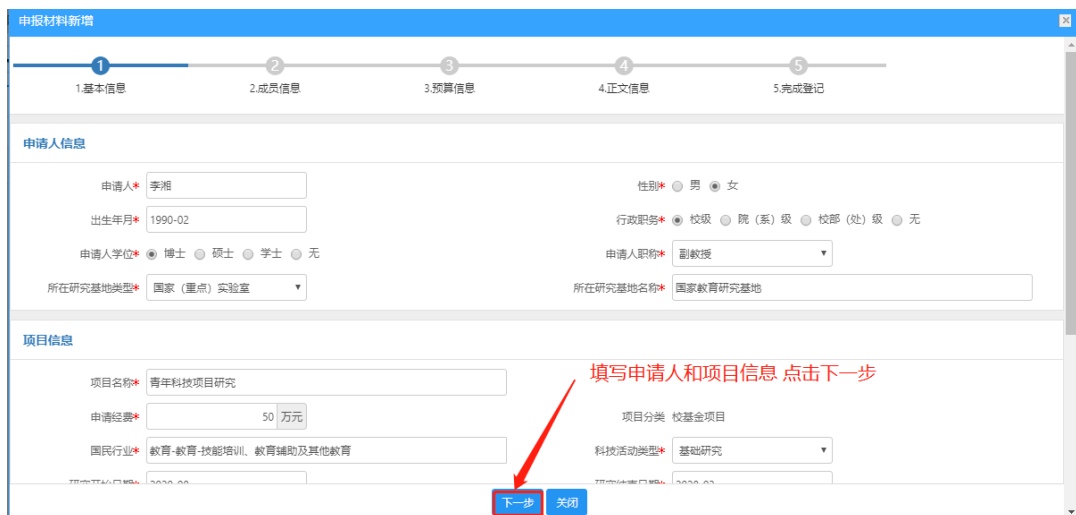 申报材料新增
1 2 3 4 5
1.基本信息 2.成员信息 3.预算信息 4.正文信息 5.完成登记
申请人信息
申请人* 李湘 性别* 男 女
出生年月* 1990-02 行政职务* 校级 院（系）级 校部（处）级 无
申请人学位* 博士 硕士 学士 无 申请人职称* 副教授
所在研究基地类型* 国家（重点）实验室 所在研究基地名称* 国家教育研究基地
项目信息
填写申请人和项目信息 点击下一步
项目名称* 青年科技项目研究
申请经费* 50 万元 项目分类 校基金项目
国民行业* 教育-教育-技能培训、教育辅助及其他教育 科技活动类型* 基础研究
下一步 关闭